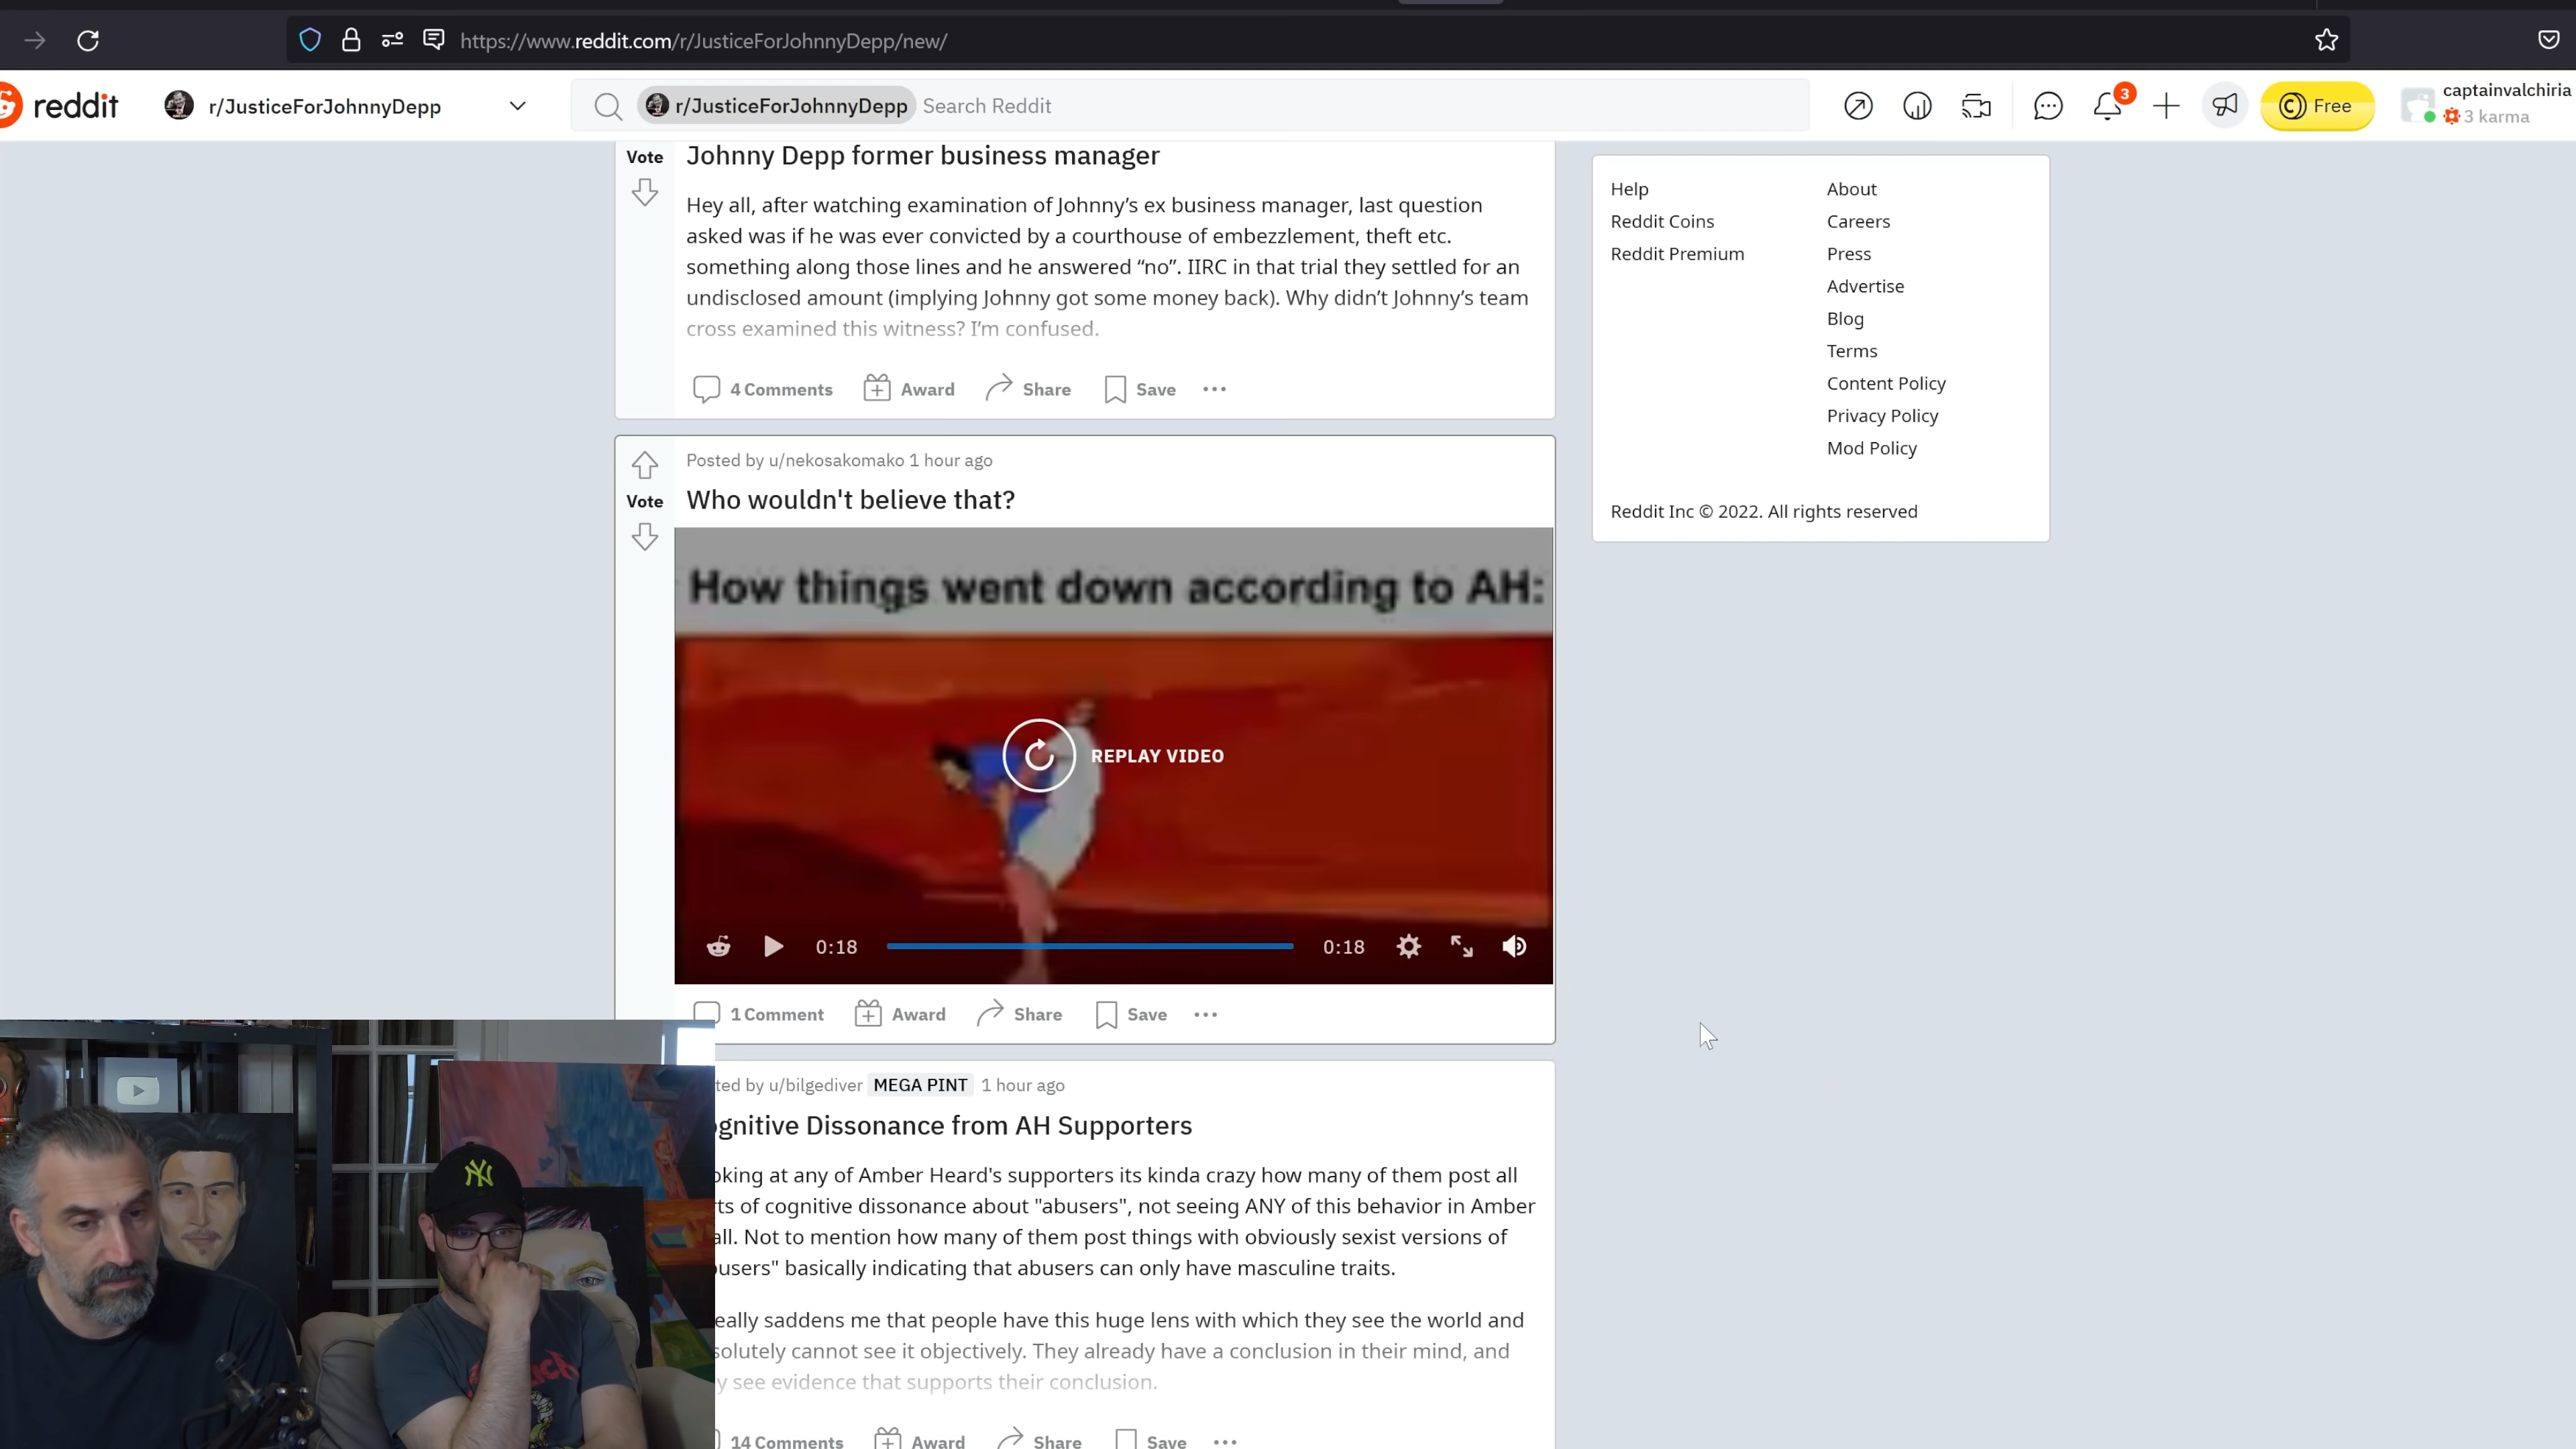 https://www.reddit.com/r/JusticeForJohnnyDepp/new/
reddit
r/JusticeForJohnnyDepp
r/JusticeForJohnnyDepp Search Reddit
3
Free
captainvalchiria
3 karma
Vote
Johnny Depp former business manager
Hey all, after watching examination of Johnny’s ex business manager, last question
asked was if he was ever convicted by a courthouse of embezzlement, theft etc.
something along those lines and he answered “no”. IIRC in that trial they settled for an
undisclosed amount (implying Johnny got some money back). Why didn’t Johnny’s team
cross examined this witness? I’m confused.
4 Comments Award Share Save
Help
Reddit Coins
Reddit Premium
About
Careers
Press
Advertise
Blog
Terms
Content Policy
Privacy Policy
Mod Policy
Reddit Inc © 2022. All rights reserved
Posted by u/nekosakomako 1 hour ago
Vote
Who wouldn't believe that?
How things went down according to AH:
REPLAY VIDEO
0:18 0:18
1 Comment Award Share Save
ted by u/bilgediver MEGA PINT 1 hour ago
gnitive Dissonance from AH Supporters
oking at any of Amber Heard's supporters its kinda crazy how many of them post all
ts of cognitive dissonance about "abusers", not seeing ANY of this behavior in Amber
all. Not to mention how many of them post things with obviously sexist versions of
users" basically indicating that abusers can only have masculine traits.
eally saddens me that people have this huge lens with which they see the world and
solutely cannot see it objectively. They already have a conclusion in their mind, and
y see evidence that supports their conclusion.
14 Comments Award Share Save
NY